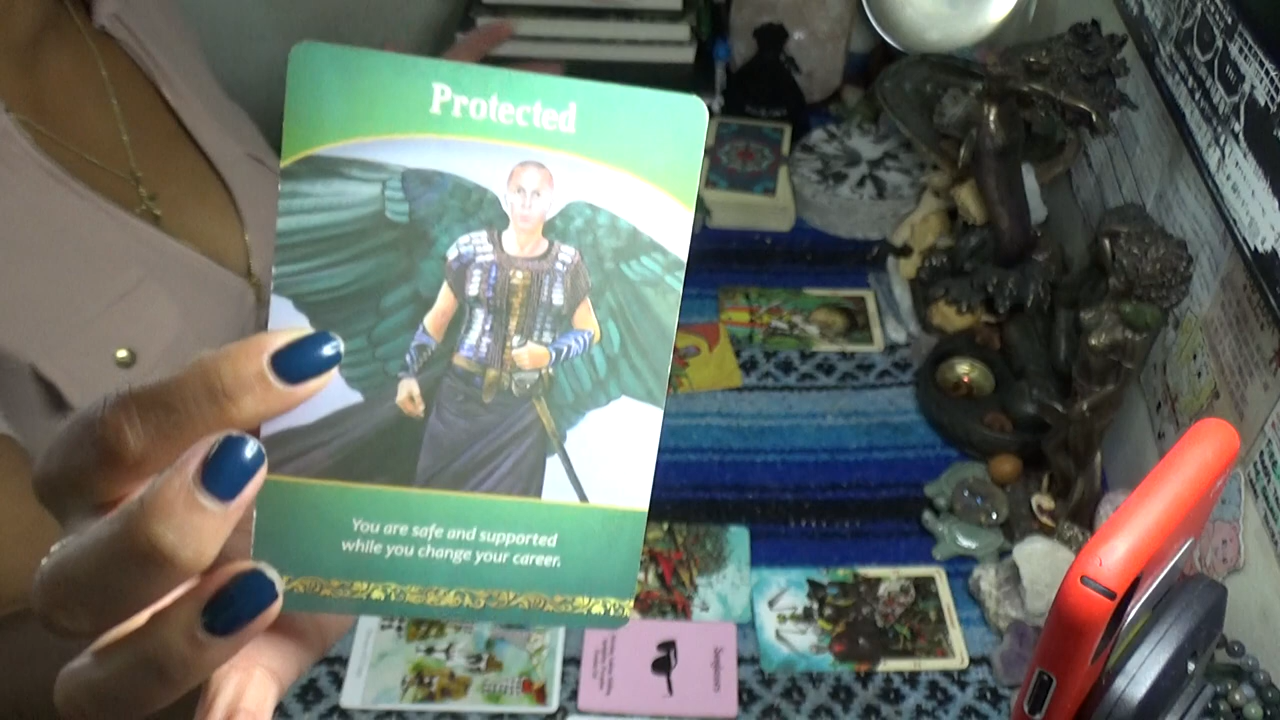 Protected
You are safe and supported
while you change your career.